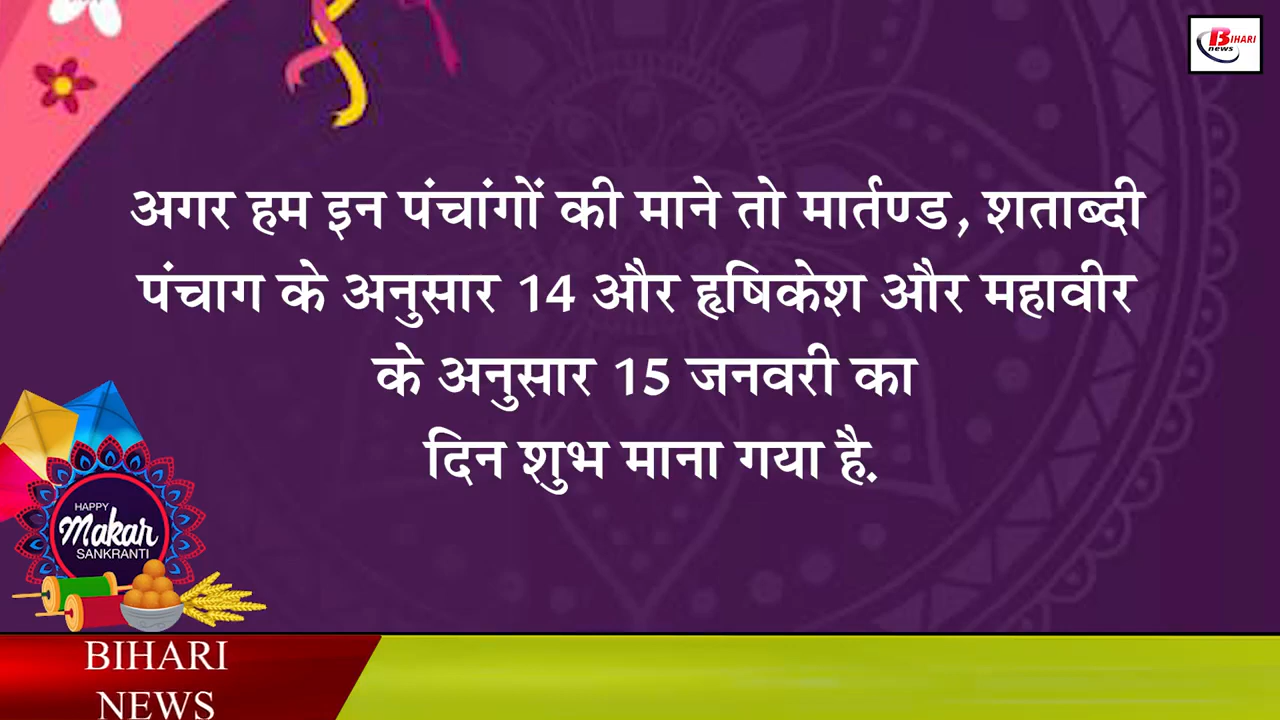 BIHARI
news
अगर हम इन पंचांगों की माने तो मार्तण्ड, शताब्दी
पंचाग के अनुसार 14 और हृषिकेश और महावीर
के अनुसार 15 जनवरी का
दिन शुभ माना गया है.
HAPPY
Makar
SANKRANTI
BIHARI
NEWS